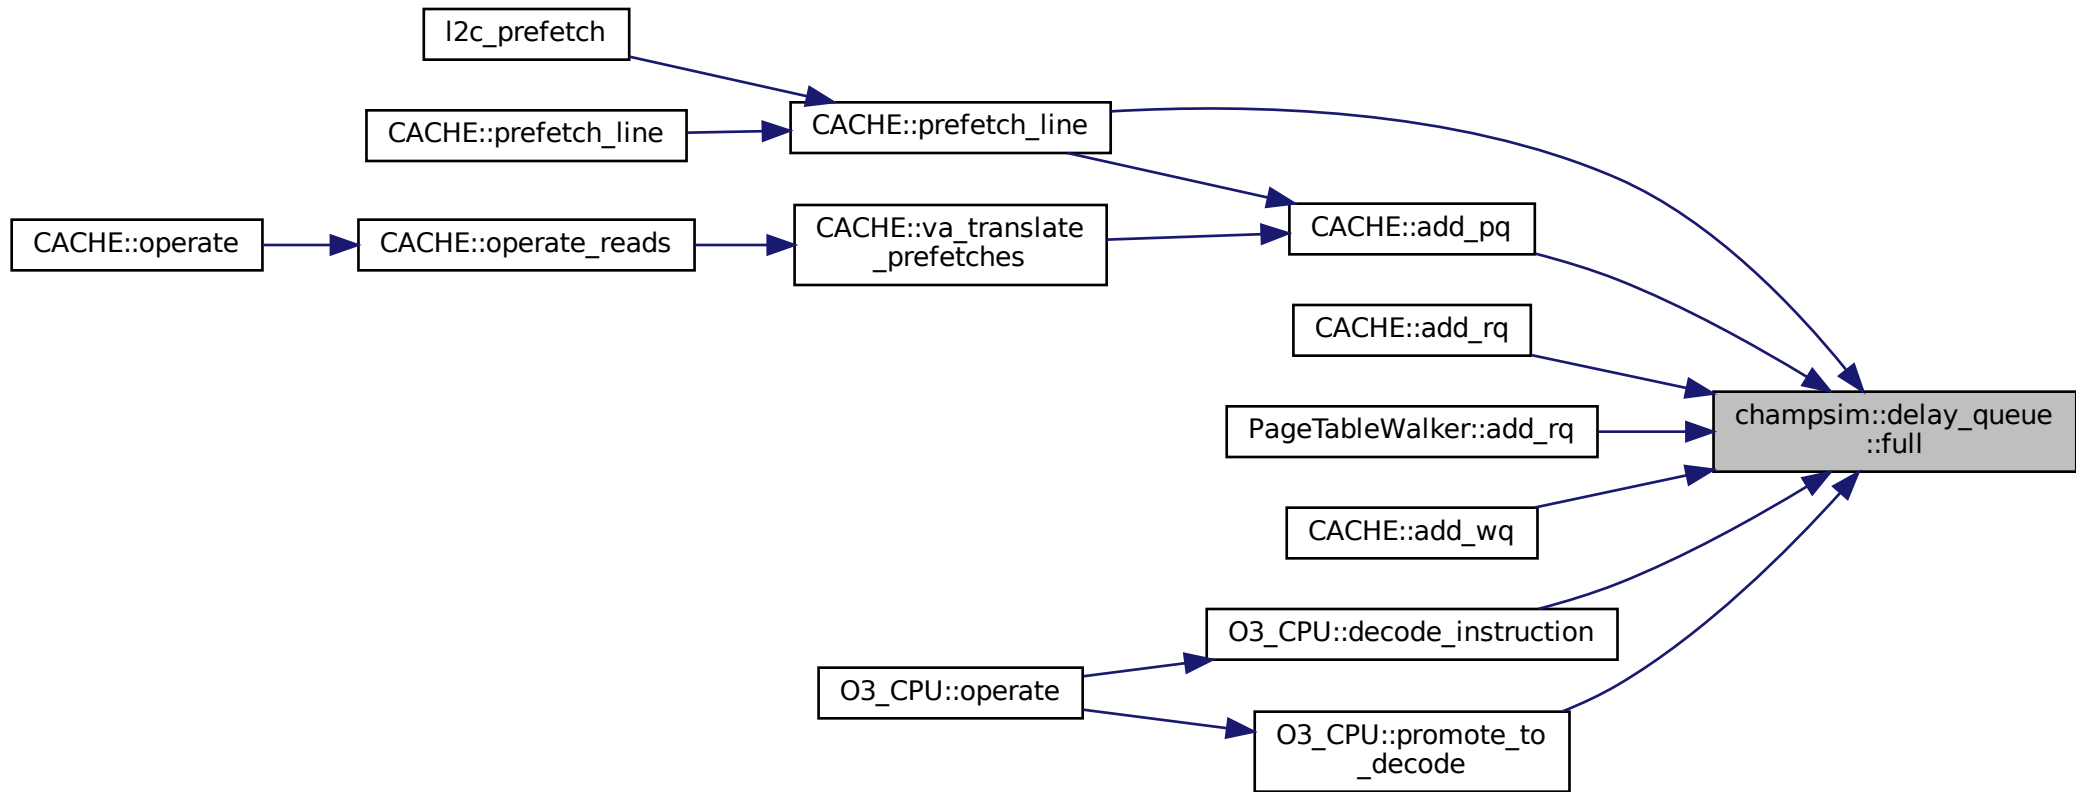 l2c_prefetch
CACHE::prefetch_line
CACHE::prefetch_line
CACHE::operate
CACHE::operate_reads
CACHE::va_translate
_prefetches
CACHE::add_pq
CACHE::add_rq
PageTableWalker::add_rq
champsim::delay_queue
::full
CACHE::add_wq
O3_CPU::decode_instruction
O3_CPU::operate
O3_CPU::promote_to
_decode